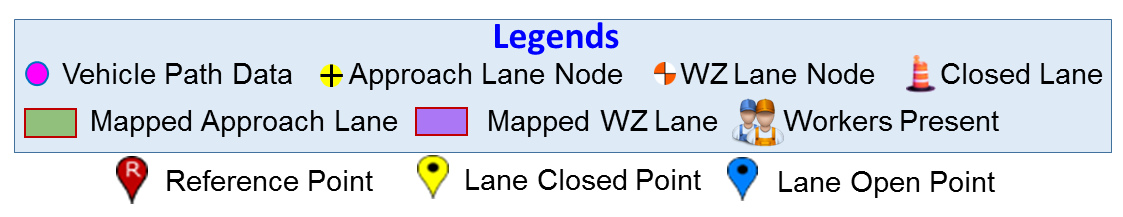 Legends
Vehicle Path Data Approach Lane Node WZ Lane Node Closed Lane
Mapped Approach Lane Mapped WZ Lane Workers Present
R Reference Point Lane Closed Point Lane Open Point